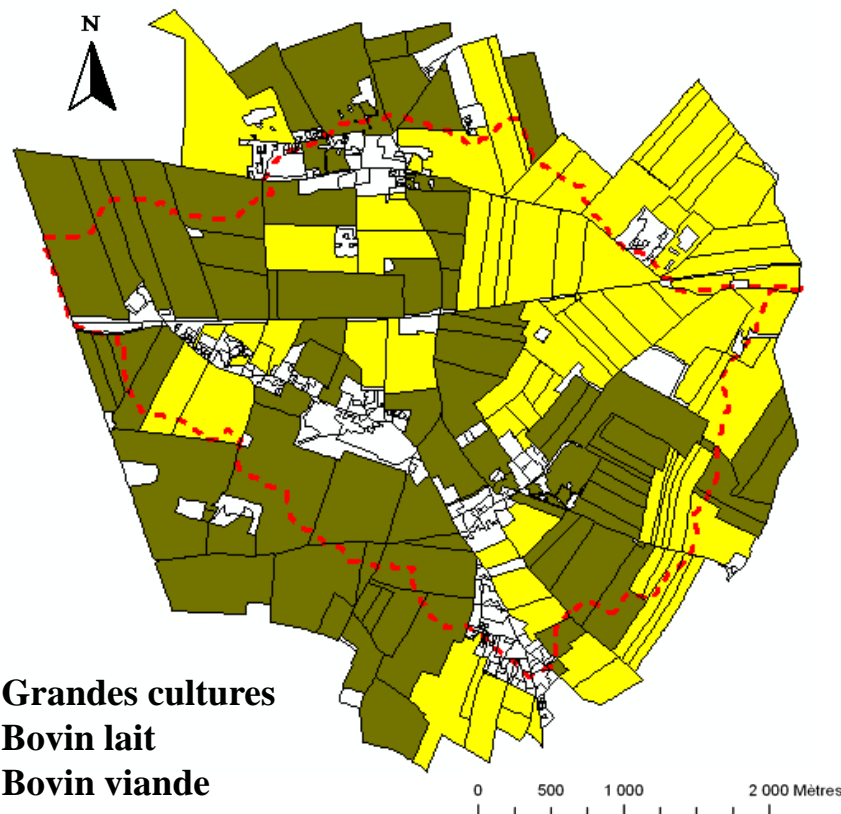 N
Grandes cultures
Bovin lait
Bovin viande
0 500 1 000 2 000 Mètres